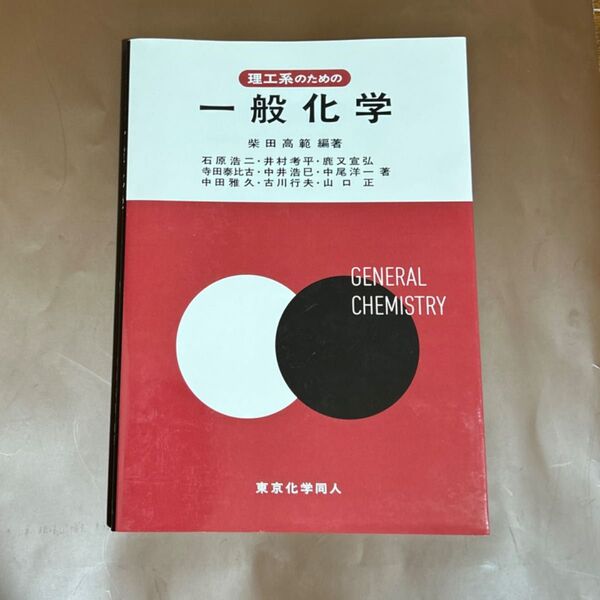 理工系のための
一般化学
柴田高範 編著
石原浩二・井村考平・鹿又宣弘
寺田泰比古・中井浩巳・中尾洋一 著
中田雅久・古川行夫・山口 正
GENERAL
CHEMISTRY
東京化学同人